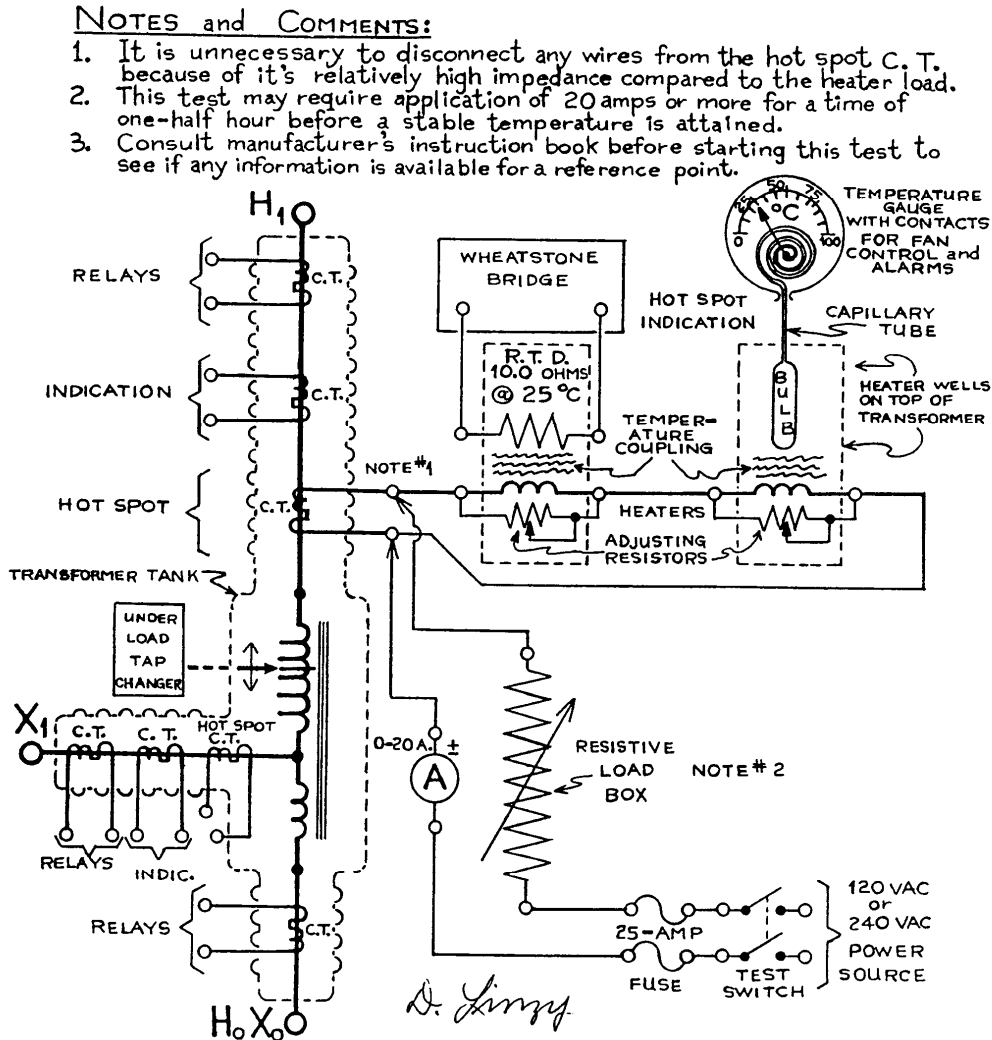 NOTES and COMMENTS:
1. It is unnecessary to disconnect any wires from the hot spot C.T.
because of it's relatively high impedance compared to the heater load.
2. This test may require application of 20 amps or more for a time of
one-half hour before a stable temperature is attained.
3. Consult manufacturer's instruction book before starting this test to
see if any information is available for a reference point.
H1
RELAYS
C.T.
INDICATION
C.T.
HOT SPOT
C.T.
TRANSFORMER TANK
UNDER
LOAD
TAP
CHANGER
X1
C.T.
C.T.
HOT SPOT
C.T.
RELAYS
INDIC.
RELAYS
C.T.
H0 X0
WHEATSTONE
BRIDGE
R.T.D.
10.0 OHMS
@ 25 °C
NOTE #1
TEMPER-
ATURE
COUPLING
HEATERS
ADJUSTING
RESISTORS
HOT SPOT
INDICATION
0 25 50 75 100
°C
TEMPERATURE
GAUGE
WITH CONTACTS
FOR FAN
CONTROL and
ALARMS
CAPILLARY
TUBE
BULB
HEATER WELLS
ON TOP OF
TRANSFORMER
0-20A. ±
A
RESISTIVE
LOAD
BOX
NOTE # 2
25-AMP
FUSE
TEST
SWITCH
120 VAC
or
240 VAC
POWER
SOURCE
D. Linzy